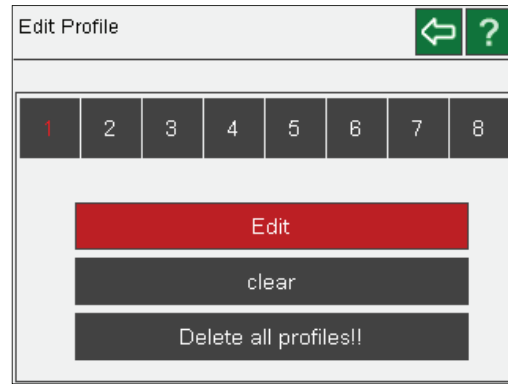 Edit Profile ?
1 2 3 4 5 6 7 8
Edit
clear
Delete all profiles!!